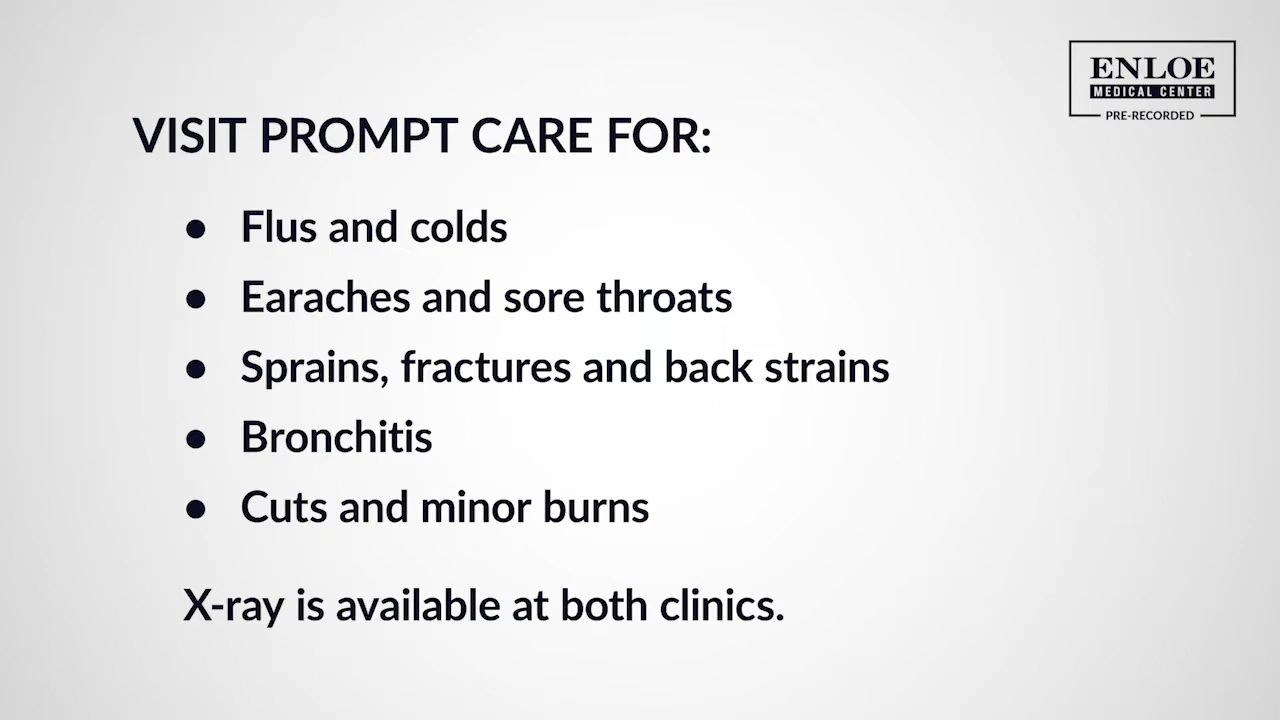 ENLOE
MEDICAL CENTER
PRE-RECORDED
VISIT PROMPT CARE FOR:
● Flus and colds
● Earaches and sore throats
● Sprains, fractures and back strains
● Bronchitis
● Cuts and minor burns
X-ray is available at both clinics.